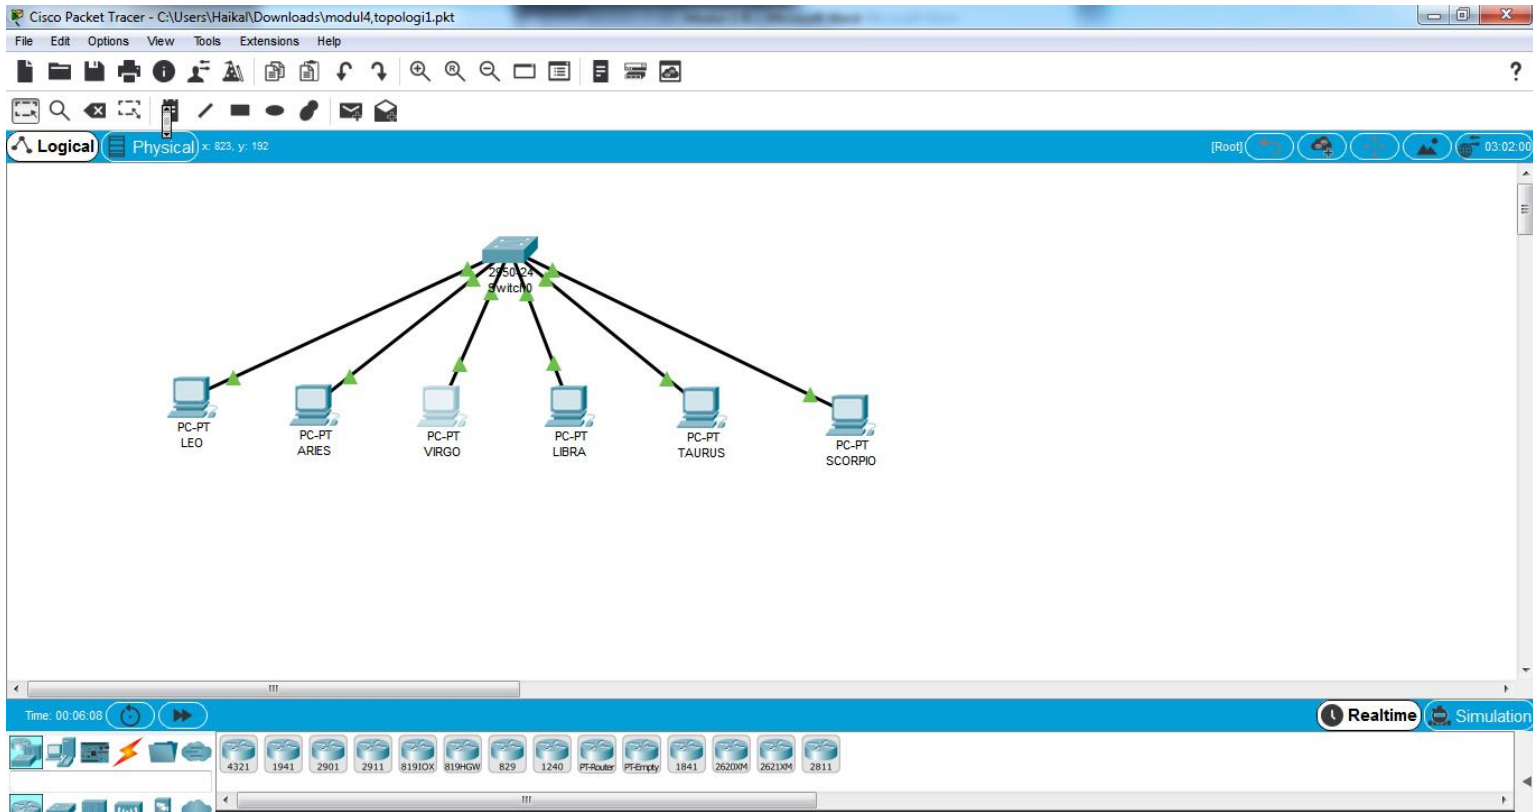 Cisco Packet Tracer - C:\Users\Haikal\Downloads\modul4,topologi1.pkt
File Edit Options View Tools Extensions Help
?
Logical Physical x: 823, y: 192 [Root] 03:02:00
2950-24
Switch0
PC-PT
LEO
PC-PT
ARIES
PC-PT
VIRGO
PC-PT
LIBRA
PC-PT
TAURUS
PC-PT
SCORPIO
Time: 00:06:08 Realtime Simulation
4321 1941 2901 2911 819IOX 819HGW 829 1240 PT-Router PT-Empty 1841 2620XM 2621XM 2811